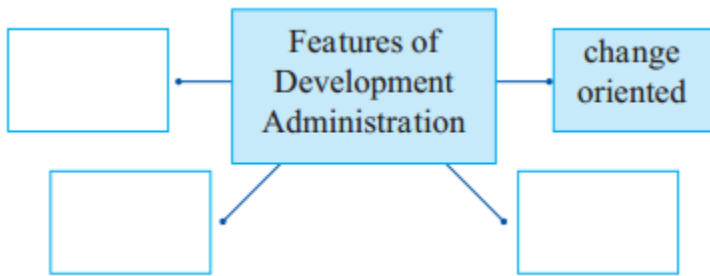 Features of
Development
Administration
change
oriented